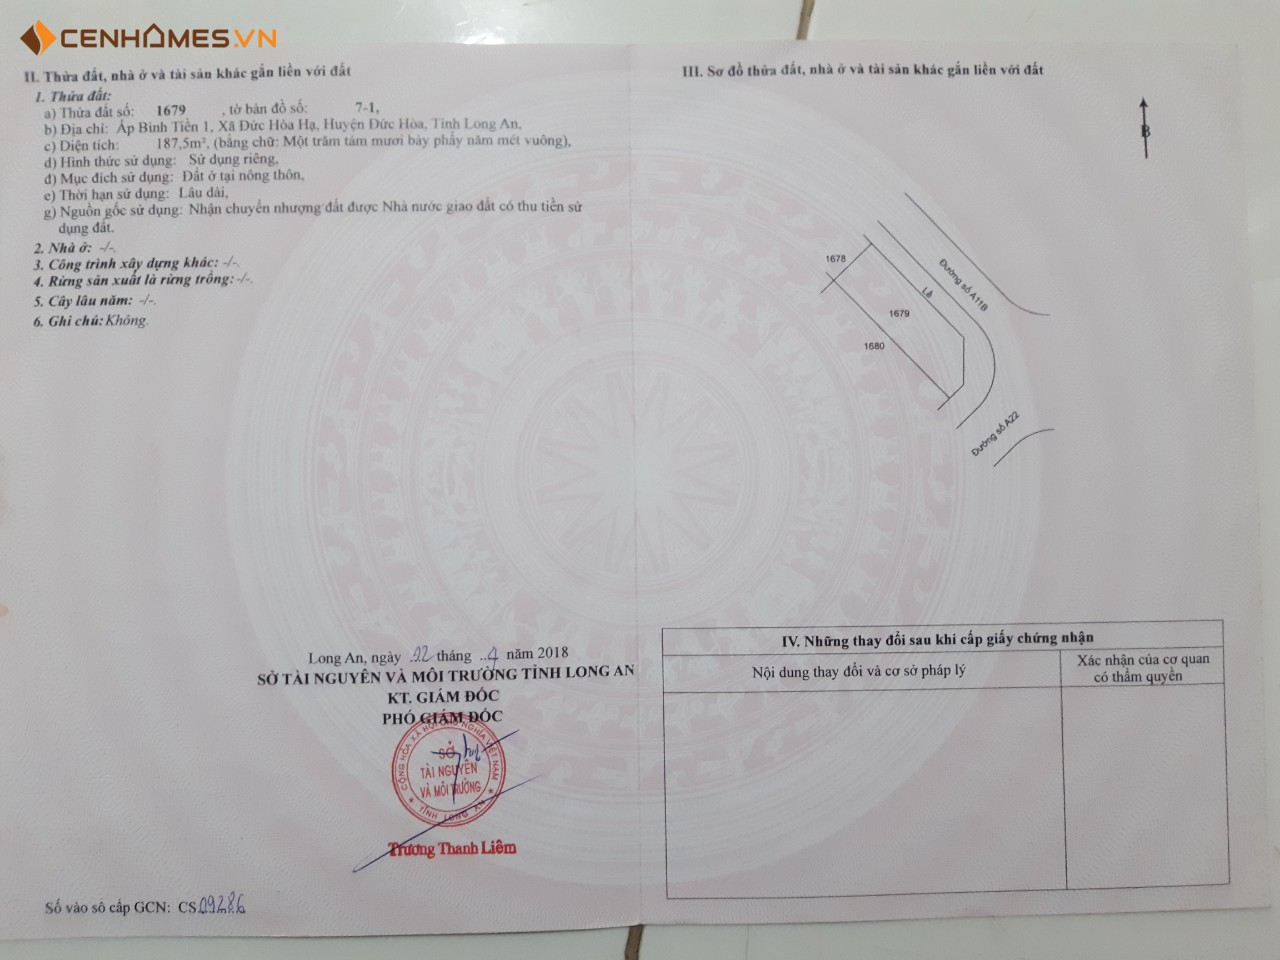 CENHOMES.VN
II. Thửa đất, nhà ở và tài sản khác gắn liền với đất
1. Thửa đất:
a) Thửa đất số: 1679 , tờ bản đồ số: 7-1,
b) Địa chỉ: Ấp Bình Tiền 1, Xã Đức Hòa Hạ, Huyện Đức Hòa, Tỉnh Long An,
c) Diện tích: 187,5m², (bằng chữ: Một trăm tám mươi bảy phẩy năm mét vuông),
d) Hình thức sử dụng: Sử dụng riêng,
đ) Mục đích sử dụng: Đất ở tại nông thôn,
e) Thời hạn sử dụng: Lâu dài,
g) Nguồn gốc sử dụng: Nhận chuyển nhượng đất được Nhà nước giao đất có thu tiền sử
dụng đất.
2. Nhà ở: -/-.
3. Công trình xây dựng khác: -/-.
4. Rừng sản xuất là rừng trồng: -/-.
5. Cây lâu năm: -/-.
6. Ghi chú: Không.
Long An, ngày 22 tháng ..4 năm 2018
SỞ TÀI NGUYÊN VÀ MÔI TRƯỜNG TỈNH LONG AN
KT. GIÁM ĐỐC
PHÓ GIÁM ĐỐC
CỘNG HÒA XÃ HỘI CHỦ NGHĨA VIỆT NAM
SỞ
TÀI NGUYÊN
VÀ MÔI TRƯỜNG
TỈNH LONG AN
Trương Thanh Liêm
Số vào sổ cấp GCN: CS09286
III. Sơ đồ thửa đất, nhà ở và tài sản khác gắn liền với đất
B
1678
Đường số A11B
Lề
1679
1680
Đường số A22
IV. Những thay đổi sau khi cấp giấy chứng nhận
Nội dung thay đổi và cơ sở pháp lý
Xác nhận của cơ quan
có thẩm quyền